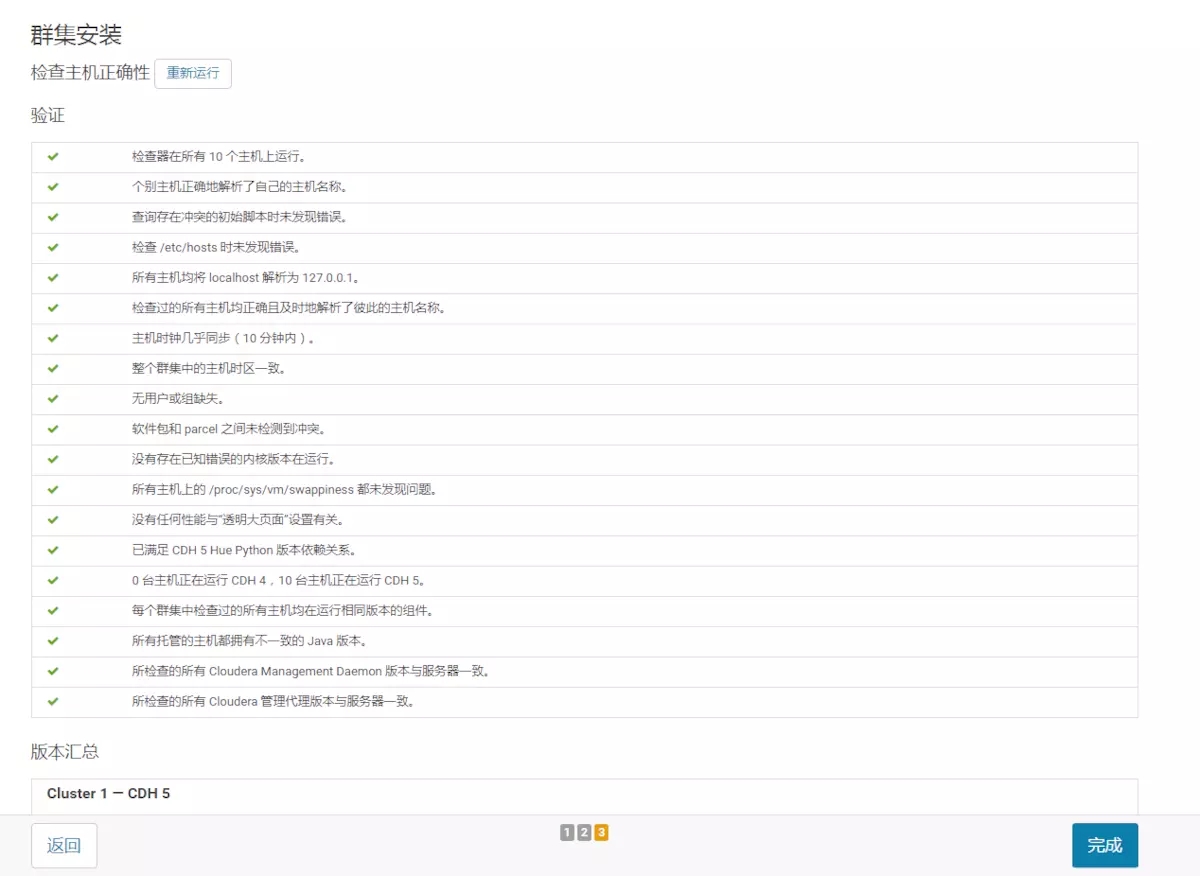 群集安装
检查主机正确性 重新运行
验证
检查器在所有 10 个主机上运行。
个别主机正确地解析了自己的主机名称。
查询存在冲突的初始脚本时未发现错误。
检查 /etc/hosts 时未发现错误。
所有主机均将 localhost 解析为 127.0.0.1。
检查过的所有主机均正确且及时地解析了彼此的主机名称。
主机时钟几乎同步（10 分钟内）。
整个群集中的主机时区一致。
无用户或组缺失。
软件包和 parcel 之间未检测到冲突。
没有存在已知错误的内核版本在运行。
所有主机上的 /proc/sys/vm/swappiness 都未发现问题。
没有任何性能与“透明大页面”设置有关。
已满足 CDH 5 Hue Python 版本依赖关系。
0 台主机正在运行 CDH 4，10 台主机正在运行 CDH 5。
每个群集中检查过的所有主机均在运行相同版本的组件。
所有托管的主机都拥有不一致的 Java 版本。
所检查的所有 Cloudera Management Daemon 版本与服务器一致。
所检查的所有 Cloudera 管理代理版本与服务器一致。
版本汇总
Cluster 1 — CDH 5
返回 1 2 3 完成